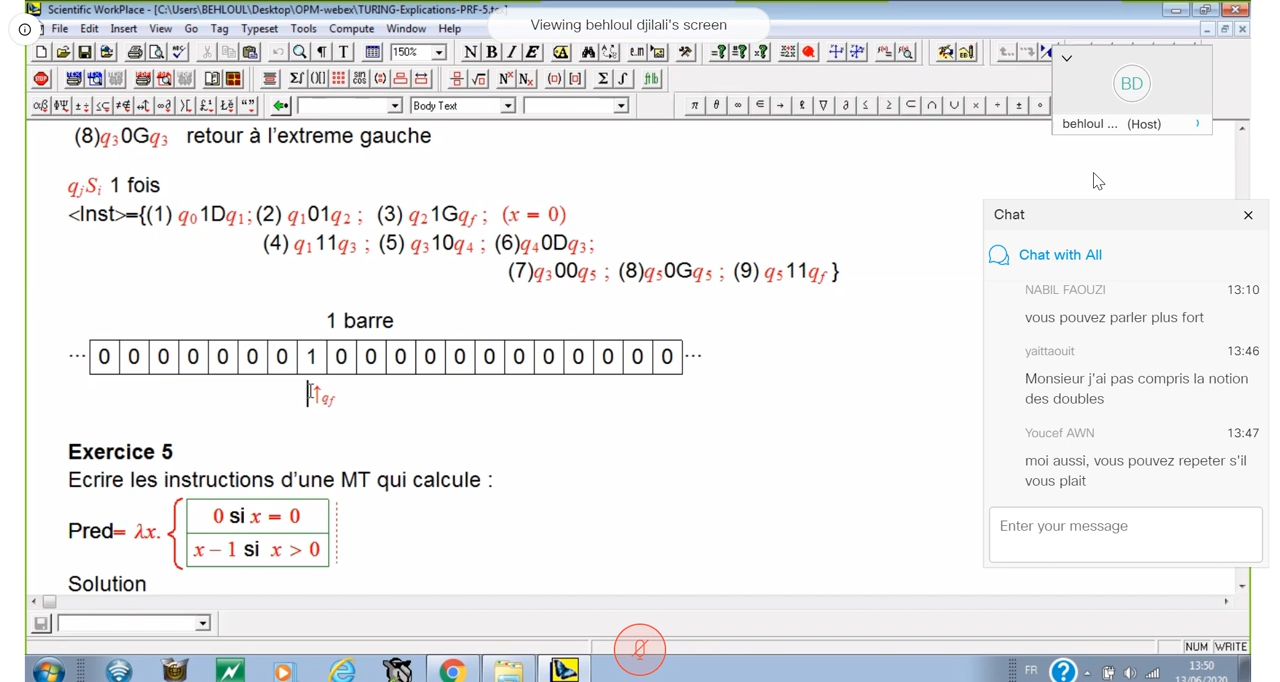 Scientific WorkPlace - [C:\Users\BEHLOUL\Desktop\OPM-webex\TURING-Explications-PRF-5.te
Viewing behloul djilali's screen
File Edit Insert View Go Tag Typeset Tools Compute Window Help
150%
Body Text
BD
behloul ... (Host)
(8)q₃0Gq₃ retour à l'extreme gauche
qⱼSᵢ 1 fois
<Inst>={(1) q₀1Dq₁; (2) q₁01q₂ ; (3) q₂1Gq_f ; (x = 0)
(4) q₁11q₃ ; (5) q₃10q₄ ; (6)q₄0Dq₃;
(7)q₃00q₅ ; (8)q₅0Gq₅ ; (9) q₅11q_f }
1 barre
··· 0 0 0 0 0 0 0 1 0 0 0 0 0 0 0 0 0 0 0 0 ···
↑q_f
Exercice 5
Ecrire les instructions d'une MT qui calcule :
Pred= λx. { 0 si x = 0
x − 1 si x > 0
Solution
Chat
Chat with All
NABIL FAOUZI 13:10
vous pouvez parler plus fort
yaittaouit 13:46
Monsieur j'ai pas compris la notion
des doubles
Youcef AWN 13:47
moi aussi, vous pouvez repeter s'il
vous plait
Enter your message
NUM WRITE
FR
13:50
13/06/2020